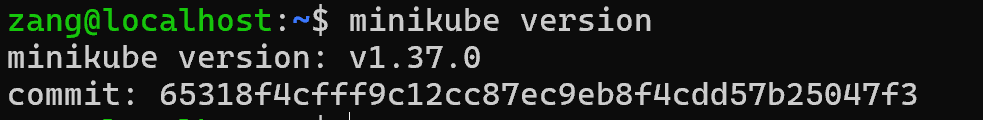 zang@localhost:~$ minikube version
minikube version: v1.37.0
commit: 65318f4cfff9c12cc87ec9eb8f4cdd57b25047f3